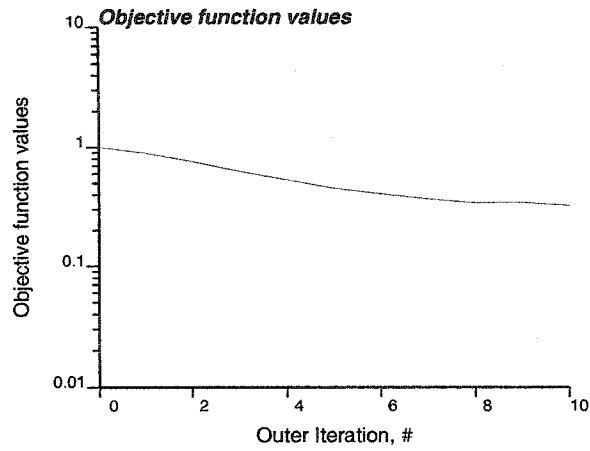 Objective function values
10
1
0.1
0.01
Objective function values
0 2 4 6 8 10
Outer Iteration, #